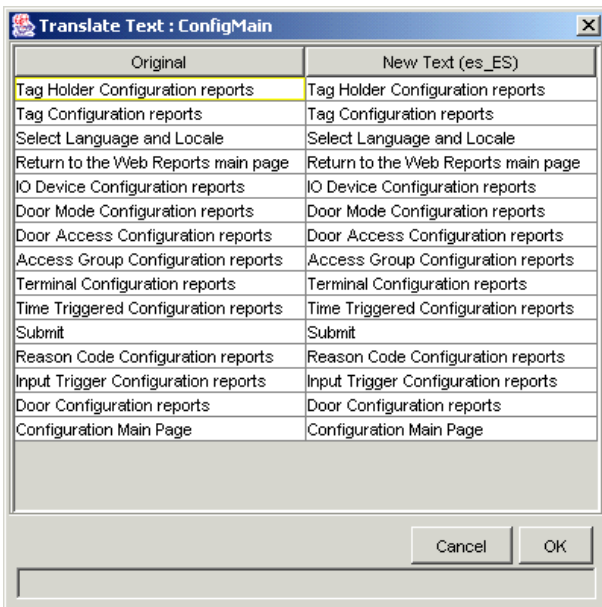 Translate Text : ConfigMain
Original New Text (es_ES)
Tag Holder Configuration reports Tag Holder Configuration reports
Tag Configuration reports Tag Configuration reports
Select Language and Locale Select Language and Locale
Return to the Web Reports main page Return to the Web Reports main page
IO Device Configuration reports IO Device Configuration reports
Door Mode Configuration reports Door Mode Configuration reports
Door Access Configuration reports Door Access Configuration reports
Access Group Configuration reports Access Group Configuration reports
Terminal Configuration reports Terminal Configuration reports
Time Triggered Configuration reports Time Triggered Configuration reports
Submit Submit
Reason Code Configuration reports Reason Code Configuration reports
Input Trigger Configuration reports Input Trigger Configuration reports
Door Configuration reports Door Configuration reports
Configuration Main Page Configuration Main Page
Cancel OK